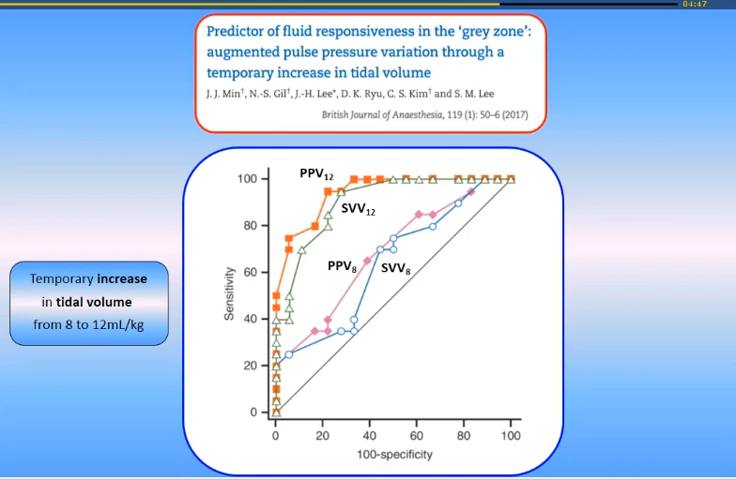 04:47
Predictor of fluid responsiveness in the ‘grey zone’:
augmented pulse pressure variation through a
temporary increase in tidal volume
J. J. Min†, N.-S. Gil†, J.-H. Lee*, D. K. Ryu, C. S. Kim† and S. M. Lee
British Journal of Anaesthesia, 119 (1): 50–6 (2017)
Temporary increase
in tidal volume
from 8 to 12mL/kg
PPV12
SVV12
PPV8
SVV8
Sensitivity
100
80
60
40
20
0
0 20 40 60 80 100
100-specificity